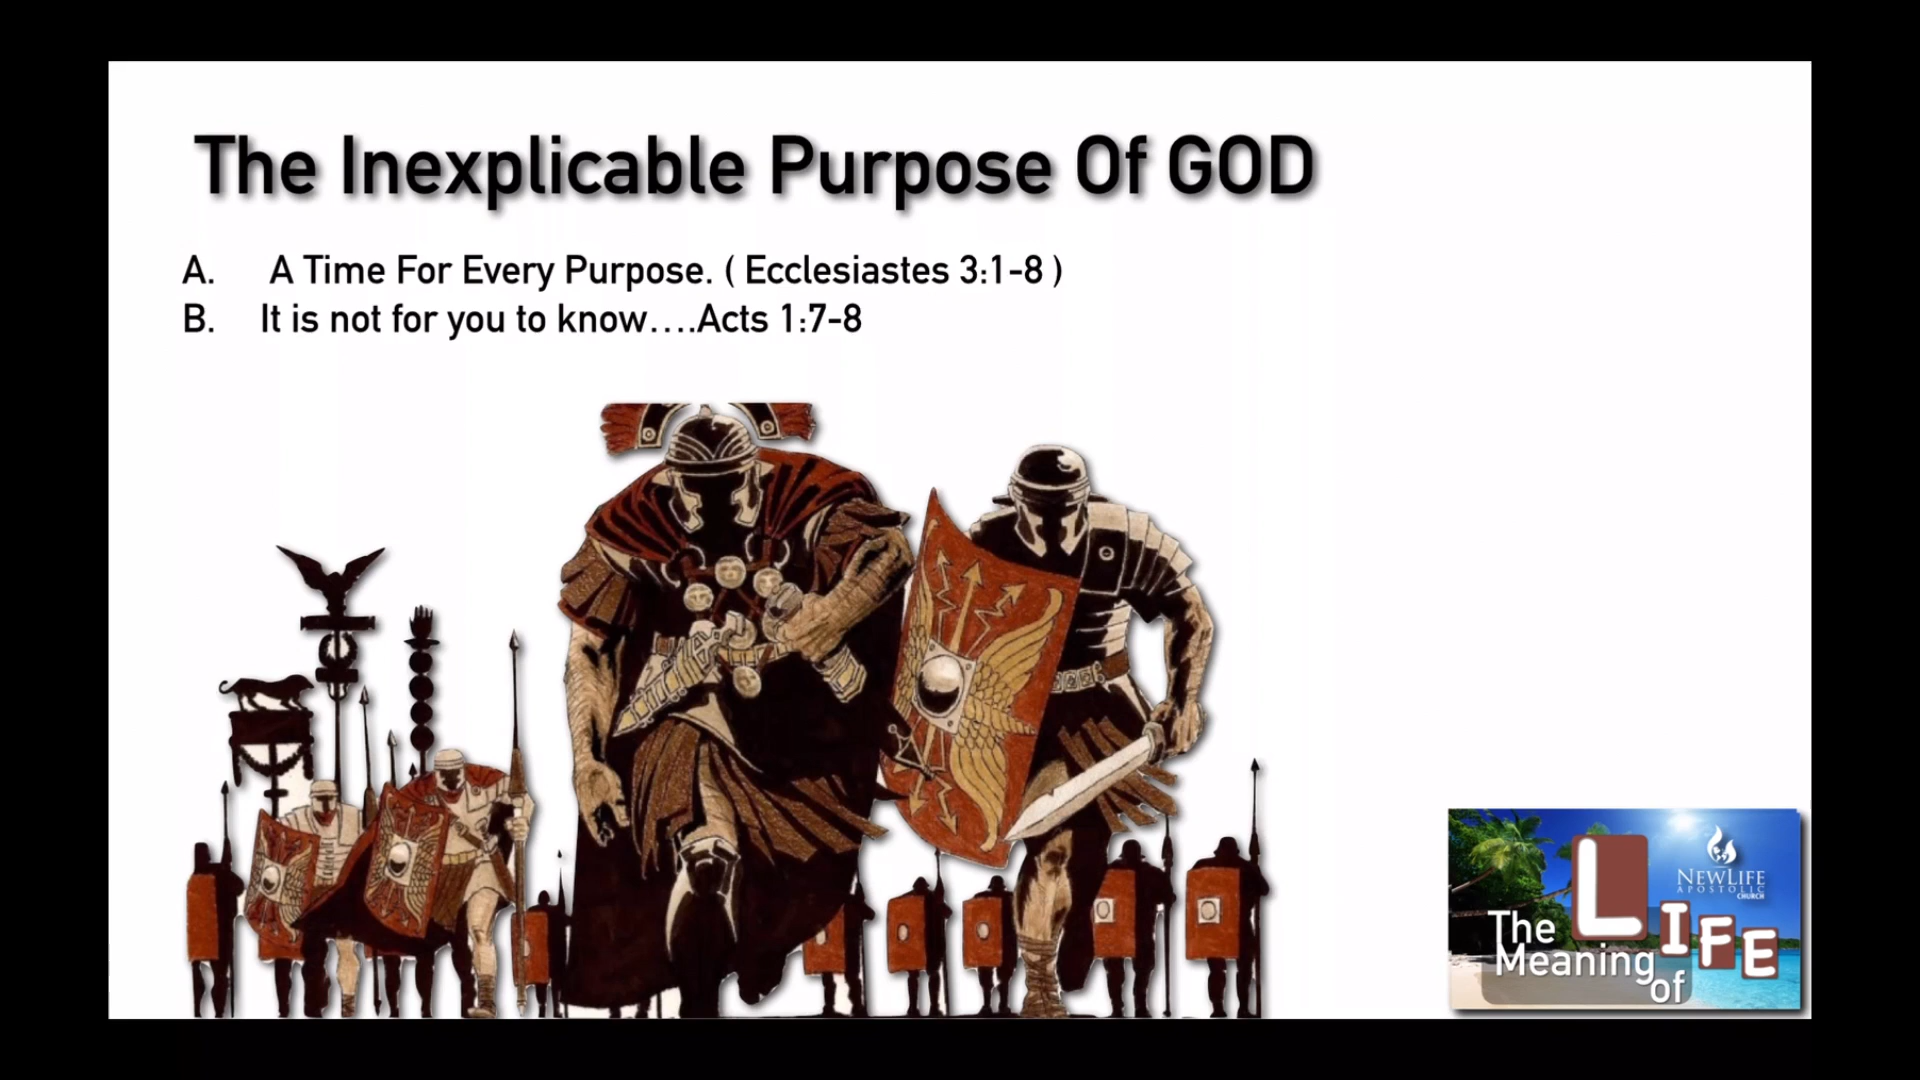 The Inexplicable Purpose Of GOD
A. A Time For Every Purpose. ( Ecclesiastes 3:1-8 )
B. It is not for you to know....Acts 1:7-8
NEWLIFE
APOSTOLIC
CHURCH
The
Meaning
of
LIFE